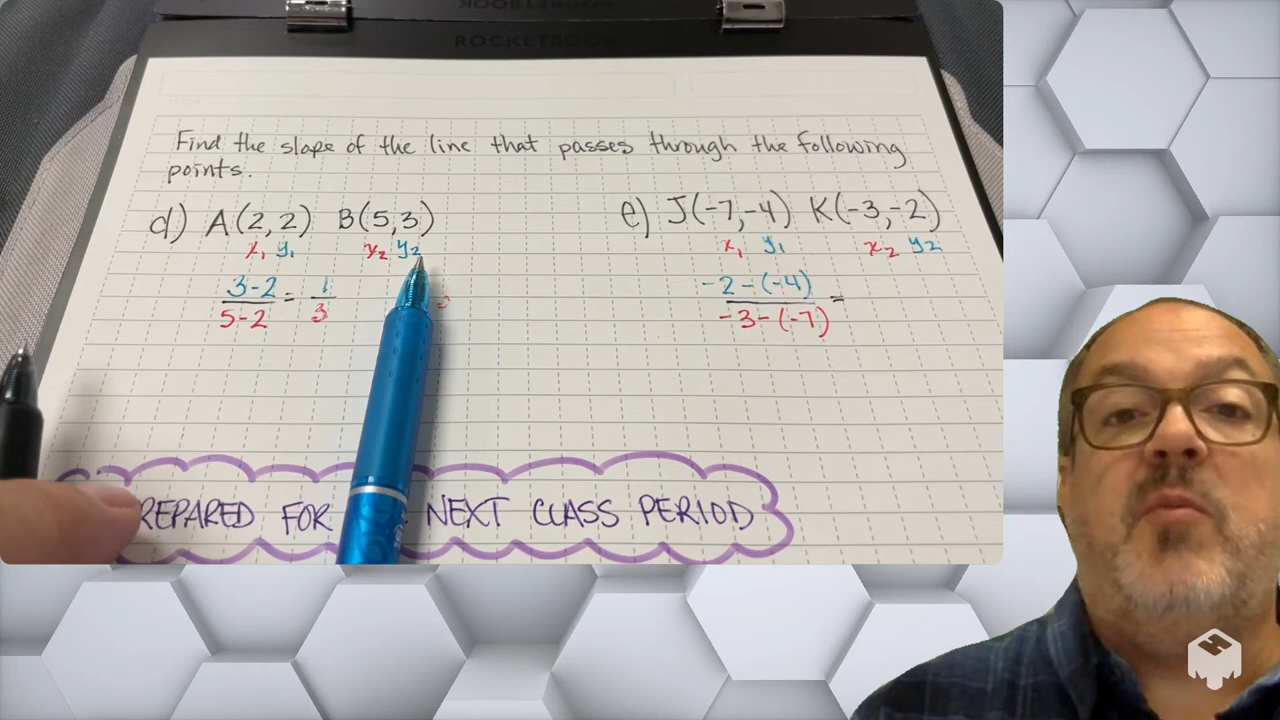 ROCKETBOOK
Find the slope of the line that passes through the following
points.
d) A(2,2) B(5,3)
x₁ y₁ x₂ y₂
3-2
5-2
=
1
3
e) J(-7,-4) K(-3,-2)
x₁ y₁ x₂ y₂
-2-(-4)
-3-(-7)
=
FOR NEXT CLASS PERIOD